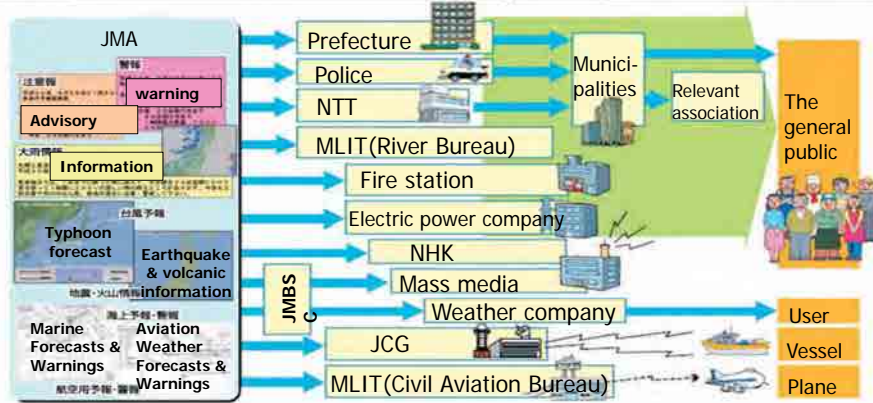 JMA
警報
注意報
warning
Advisory
大雨情報
Information
台風予報
Typhoon
forecast
Earthquake
& volcanic
information
地震・火山情報
海上予報・警報
Marine
Forecasts &
Warnings
Aviation
Weather
Forecasts
& Warnings
航空用予報・警報
JMBS
C
Prefecture
Police
NTT
MLIT(River Bureau)
Fire station
Electric power company
NHK
Mass media
Weather company
JCG
MLIT(Civil Aviation Bureau)
Munici-
palities
Relevant
association
The
general
public
User
Vessel
Plane